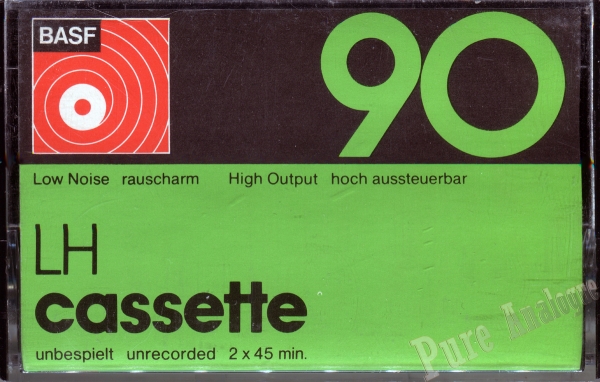 BASF
90
Low Noise rauscharm High Output hoch aussteuerbar
LH
cassette
unbespielt unrecorded 2 x 45 min.
Pure Analogue